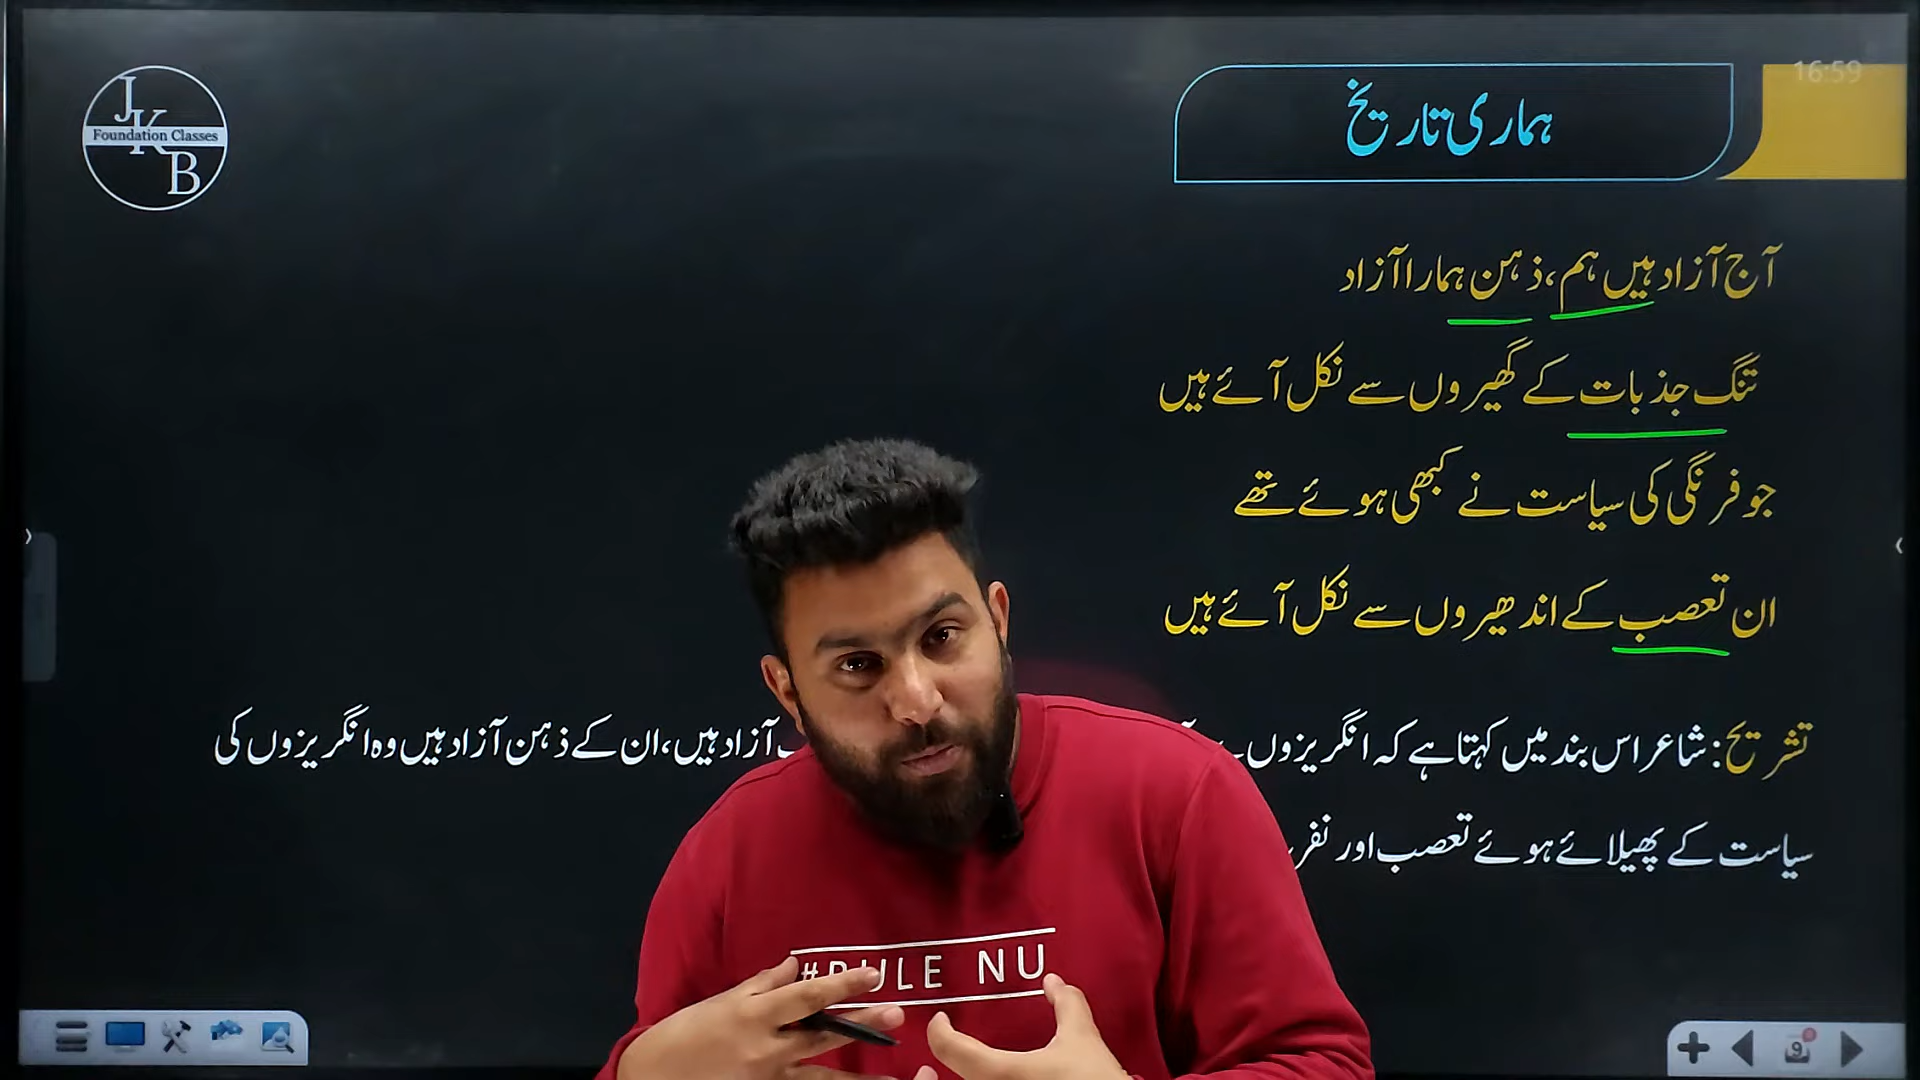 J
K
Foundation Classes
B
16:59
ہماری تاریخ
آج آزاد ہیں ہم، ذہن ہمارا آزاد
تنگ جذبات کے گھیروں سے نکل آئے ہیں
جو فرنگی کی سیاست نے کبھی ہوئے تھے
ان تعصب کے اندھیروں سے نکل آئے ہیں
تشریح: شاعر اس بند میں کہتا ہے کہ انگریزوں آزاد ہیں، ان کے ذہن آزاد ہیں وہ انگریزوں کی
سیاست کے پھیلائے ہوئے تعصب اور
#RULE NU
9